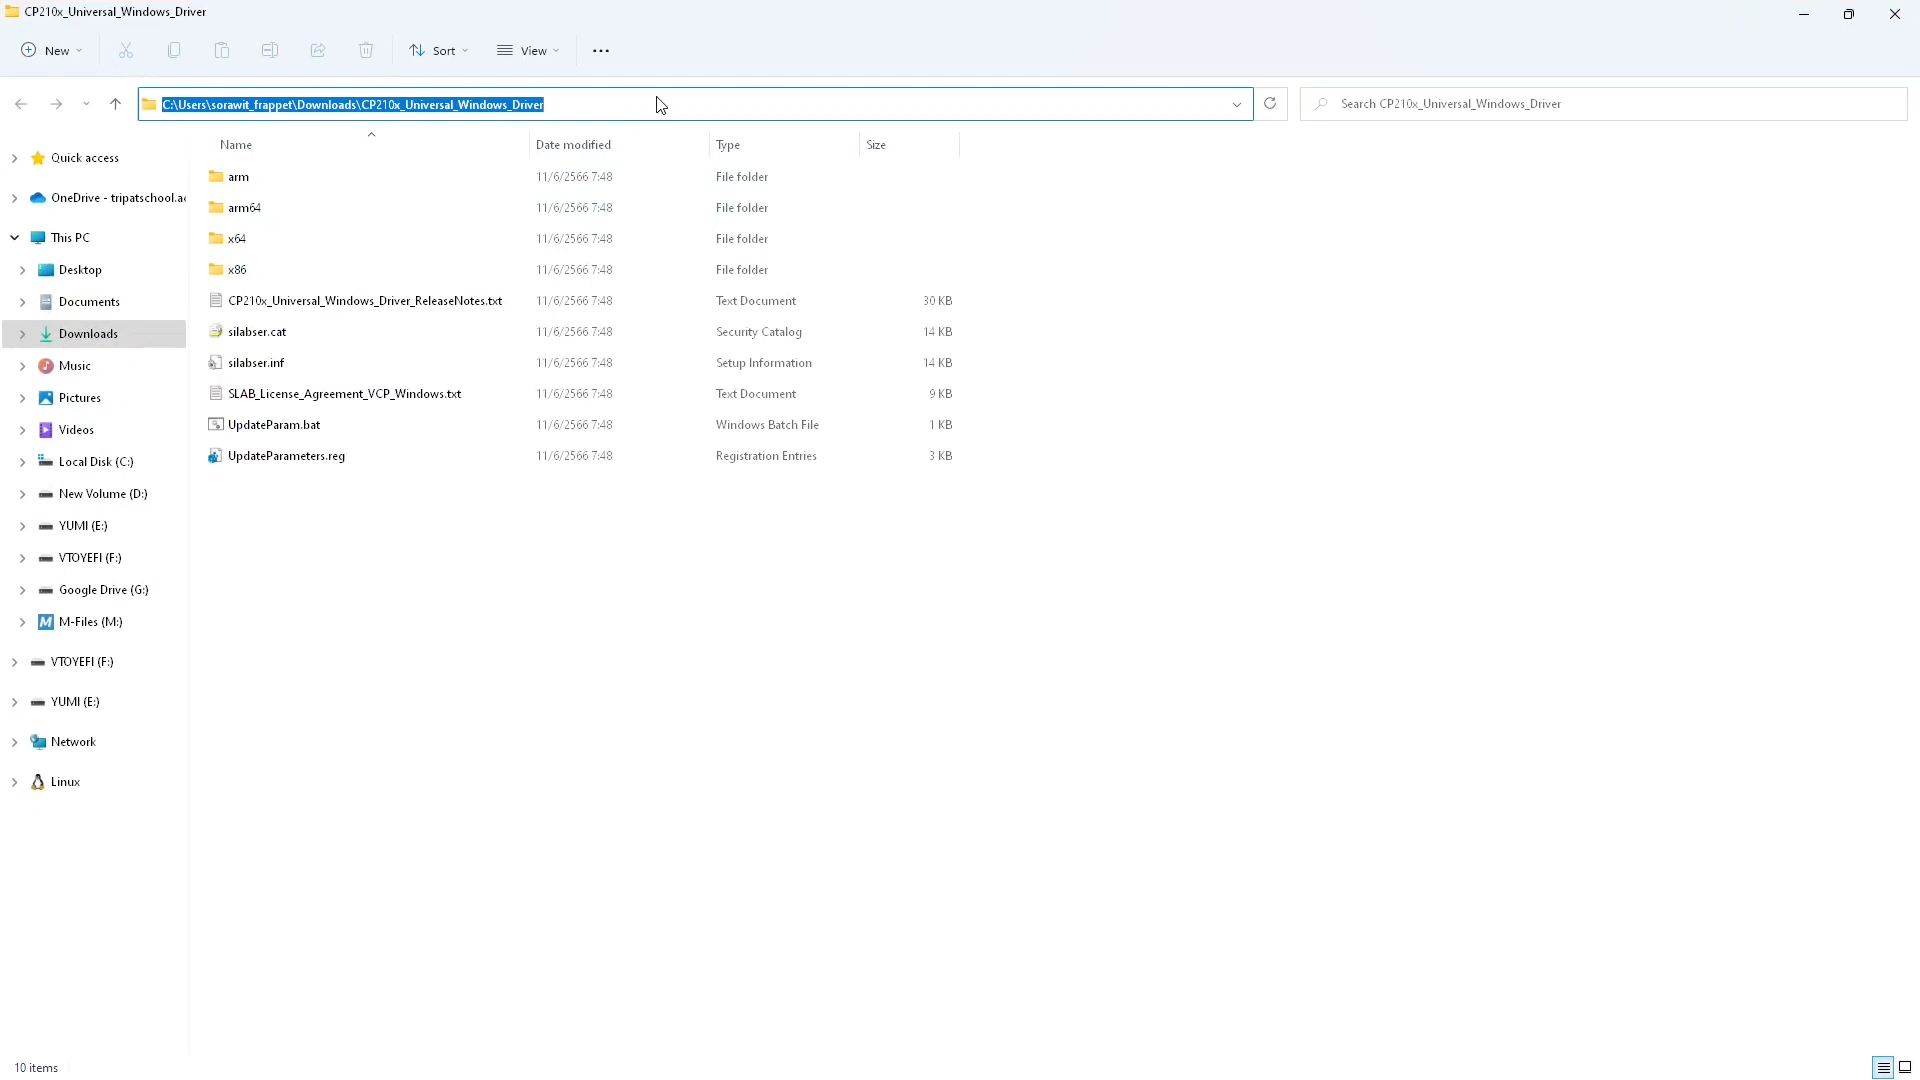 CP210x_Universal_Windows_Driver
New Sort View
C:\Users\sorawit_frappet\Downloads\CP210x_Universal_Windows_Driver Search CP210x_Universal_Windows_Driver
Name Date modified Type Size
Quick access
OneDrive - tripatschool.ac
This PC
Desktop
Documents
Downloads
Music
Pictures
Videos
Local Disk (C:)
New Volume (D:)
YUMI (E:)
VTOYEFI (F:)
Google Drive (G:)
M-Files (M:)
VTOYEFI (F:)
YUMI (E:)
Network
Linux
arm 11/6/2566 7:48 File folder
arm64 11/6/2566 7:48 File folder
x64 11/6/2566 7:48 File folder
x86 11/6/2566 7:48 File folder
CP210x_Universal_Windows_Driver_ReleaseNotes.txt 11/6/2566 7:48 Text Document 30 KB
silabser.cat 11/6/2566 7:48 Security Catalog 14 KB
silabser.inf 11/6/2566 7:48 Setup Information 14 KB
SLAB_License_Agreement_VCP_Windows.txt 11/6/2566 7:48 Text Document 9 KB
UpdateParam.bat 11/6/2566 7:48 Windows Batch File 1 KB
UpdateParameters.reg 11/6/2566 7:48 Registration Entries 3 KB
10 items